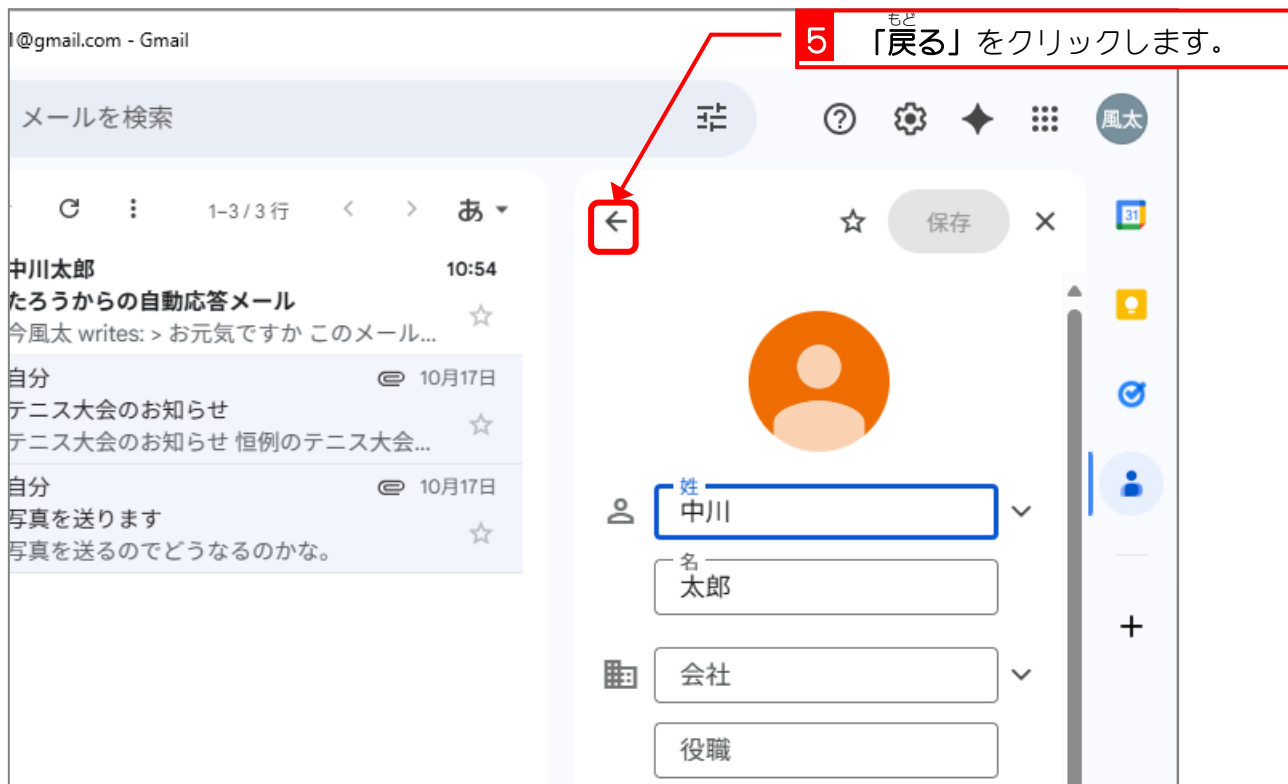 1@gmail.com - Gmail
5 「戻る」をクリックします。
もど
メールを検索
風太
1–3 / 3 行
あ
保存
31
中川太郎 10:54
たろうからの自動応答メール
今風太 writes: > お元気ですか このメール...
自分 10月17日
テニス大会のお知らせ
テニス大会のお知らせ 恒例のテニス大会...
自分 10月17日
写真を送ります
写真を送るのでどうなるのかな。
姓
中川
名
太郎
会社
役職